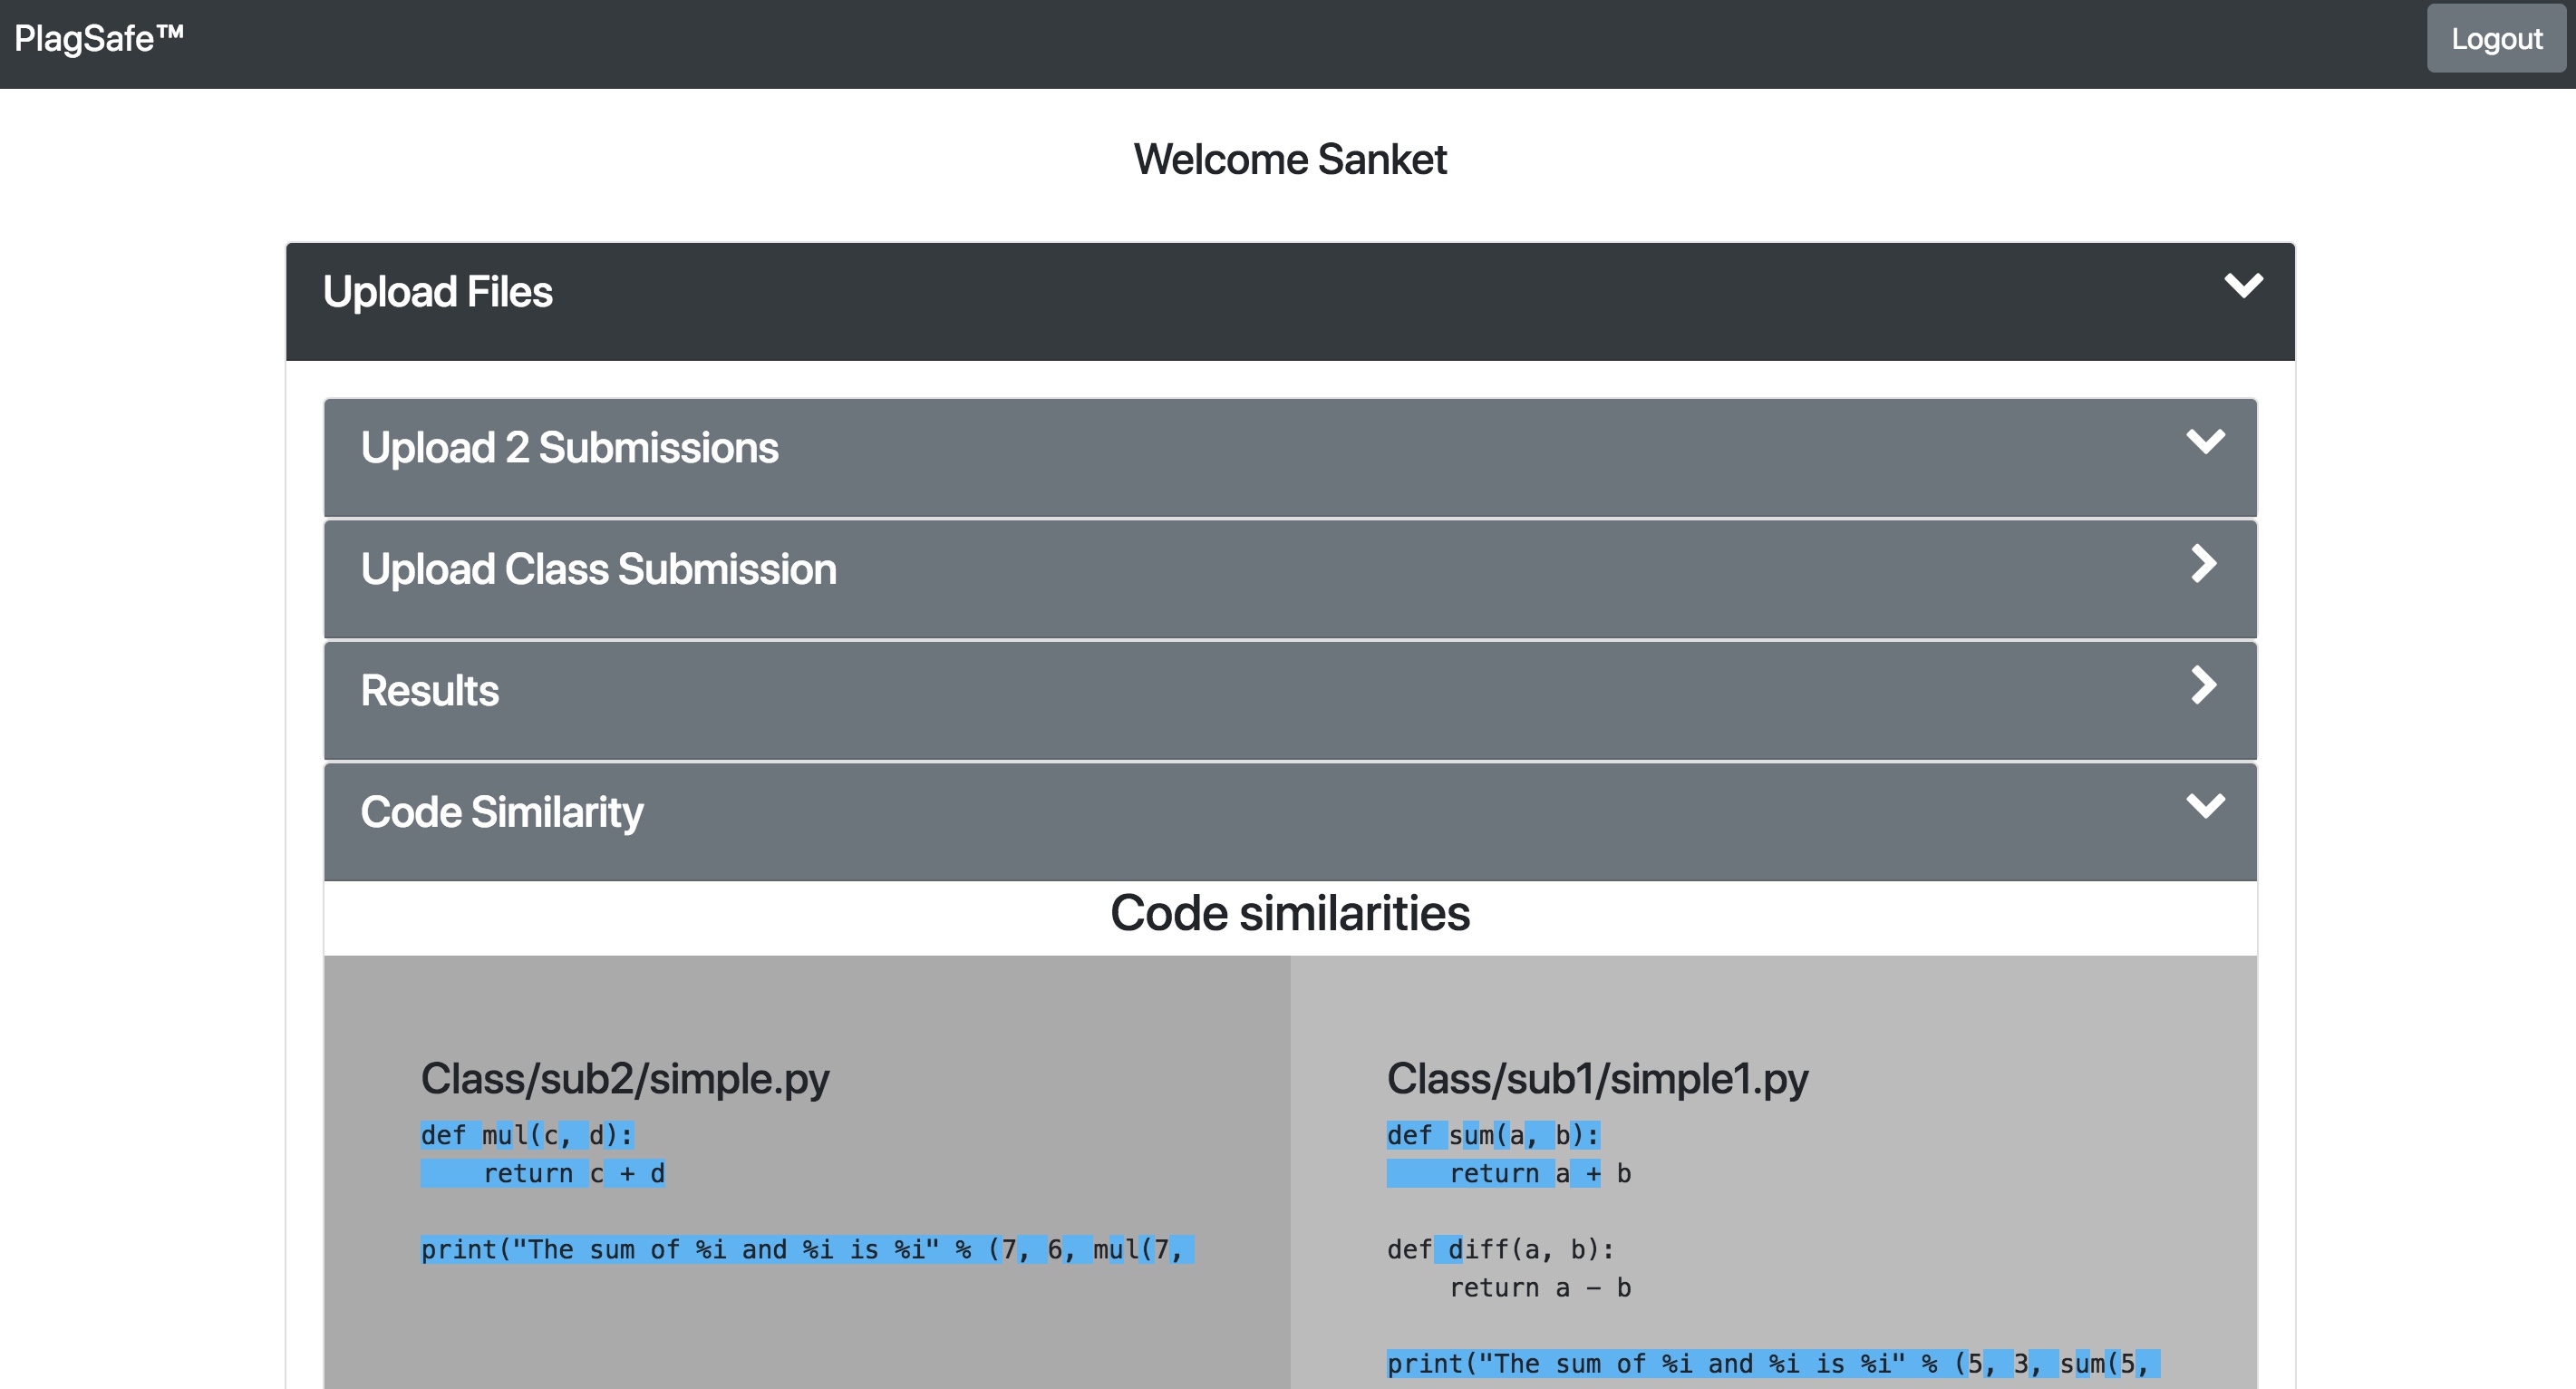 PlagSafe™
Logout
Welcome Sanket
Upload Files
Upload 2 Submissions
Upload Class Submission
Results
Code Similarity
Code similarities
Class/sub2/simple.py
def mul(c, d):
    return c + d
print("The sum of %i and %i is %i" % (7, 6, mul(7,
Class/sub1/simple1.py
def sum(a, b):
    return a + b
def diff(a, b):
    return a - b
print("The sum of %i and %i is %i" % (5, 3, sum(5,